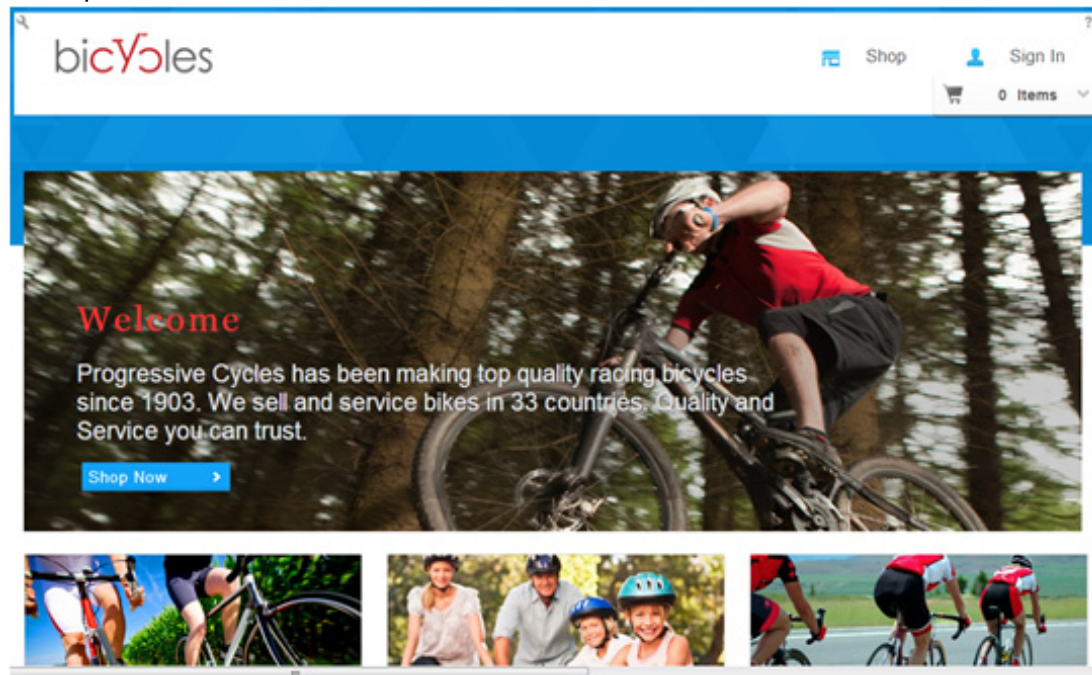 bicycles
Shop
Sign In
0 Items
Welcome
Progressive Cycles has been making top quality racing bicycles
since 1903. We sell and service bikes in 33 countries. Quality and
Service you can trust.
Shop Now